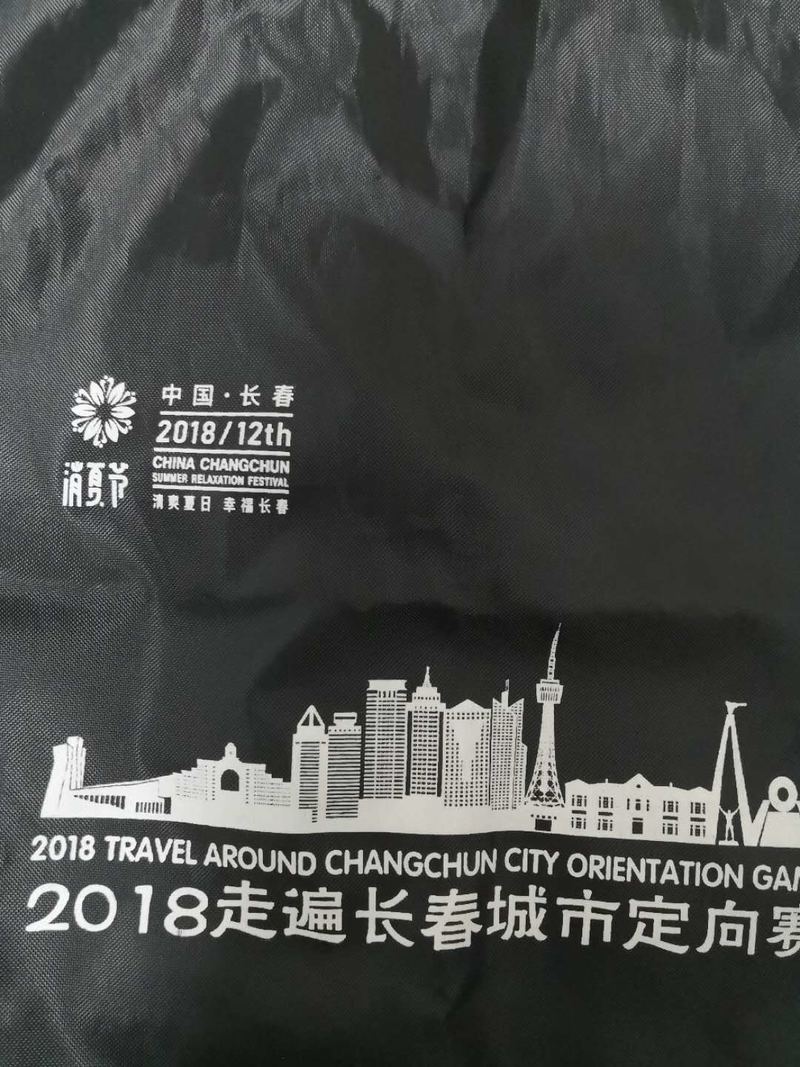 中国·长春
2018/12th
CHINA CHANGCHUN
SUMMER RELAXATION FESTIVAL
消夏节
清爽夏日 幸福长春
2018 TRAVEL AROUND CHANGCHUN CITY ORIENTATION GAM
2018走遍长春城市定向赛